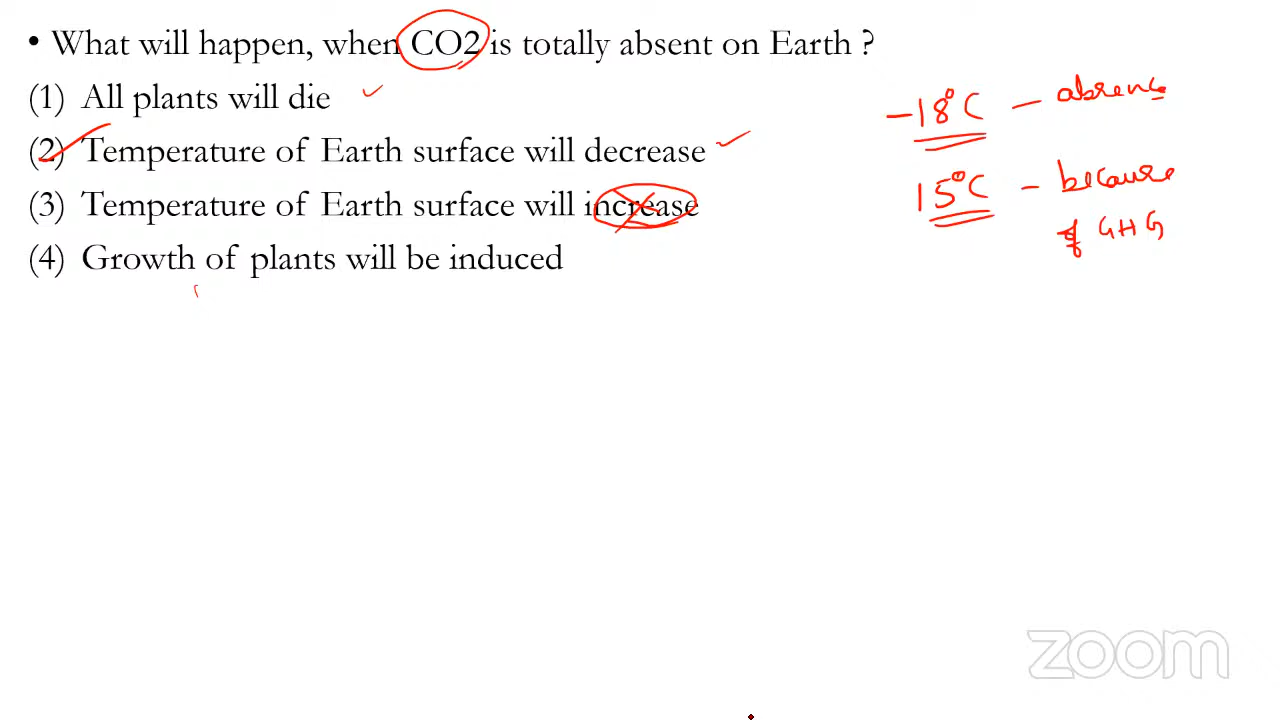 • What will happen, when CO2 is totally absent on Earth ?
(1) All plants will die
(2) Temperature of Earth surface will decrease
(3) Temperature of Earth surface will increase
(4) Growth of plants will be induced
-18°C – absence
15°C – because
of GHG
zoom